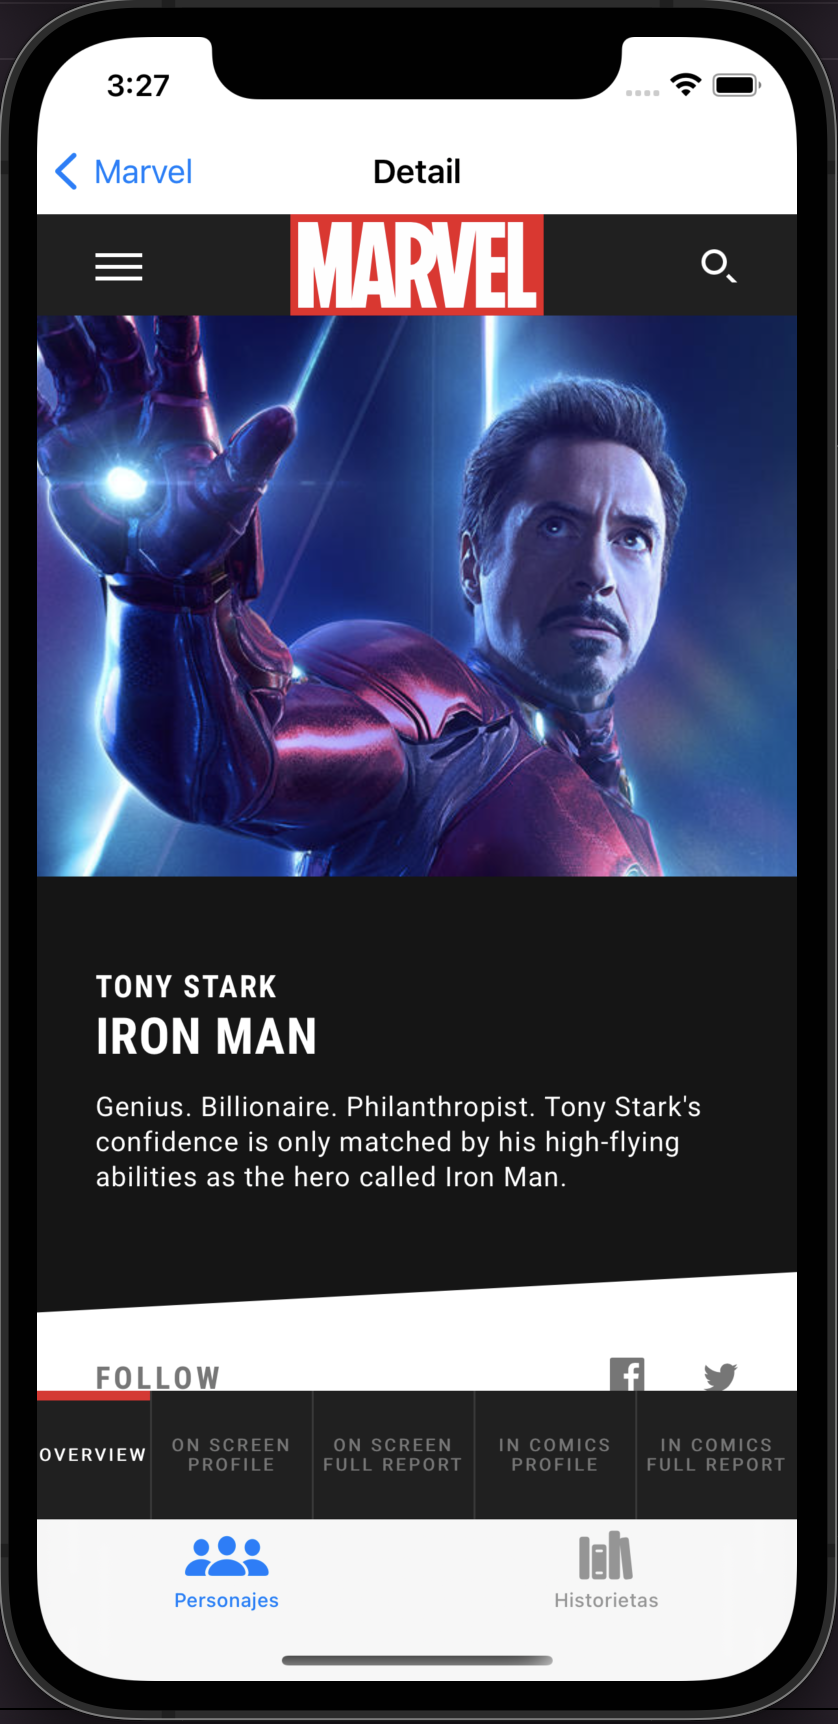 3:27
Marvel
Detail
MARVEL
TONY STARK
IRON MAN
Genius. Billionaire. Philanthropist. Tony Stark's
confidence is only matched by his high-flying
abilities as the hero called Iron Man.
FOLLOW
OVERVIEW
ON SCREEN
PROFILE
ON SCREEN
FULL REPORT
IN COMICS
PROFILE
IN COMICS
FULL REPORT
Personajes
Historietas